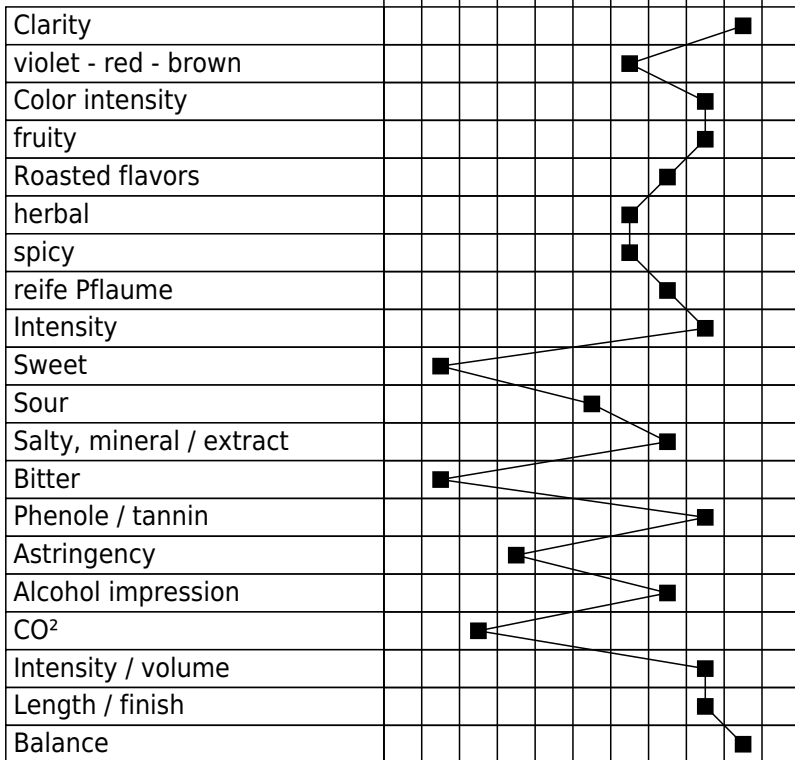 Clarity
violet - red - brown
Color intensity
fruity
Roasted flavors
herbal
spicy
reife Pflaume
Intensity
Sweet
Sour
Salty, mineral / extract
Bitter
Phenole / tannin
Astringency
Alcohol impression
CO²
Intensity / volume
Length / finish
Balance